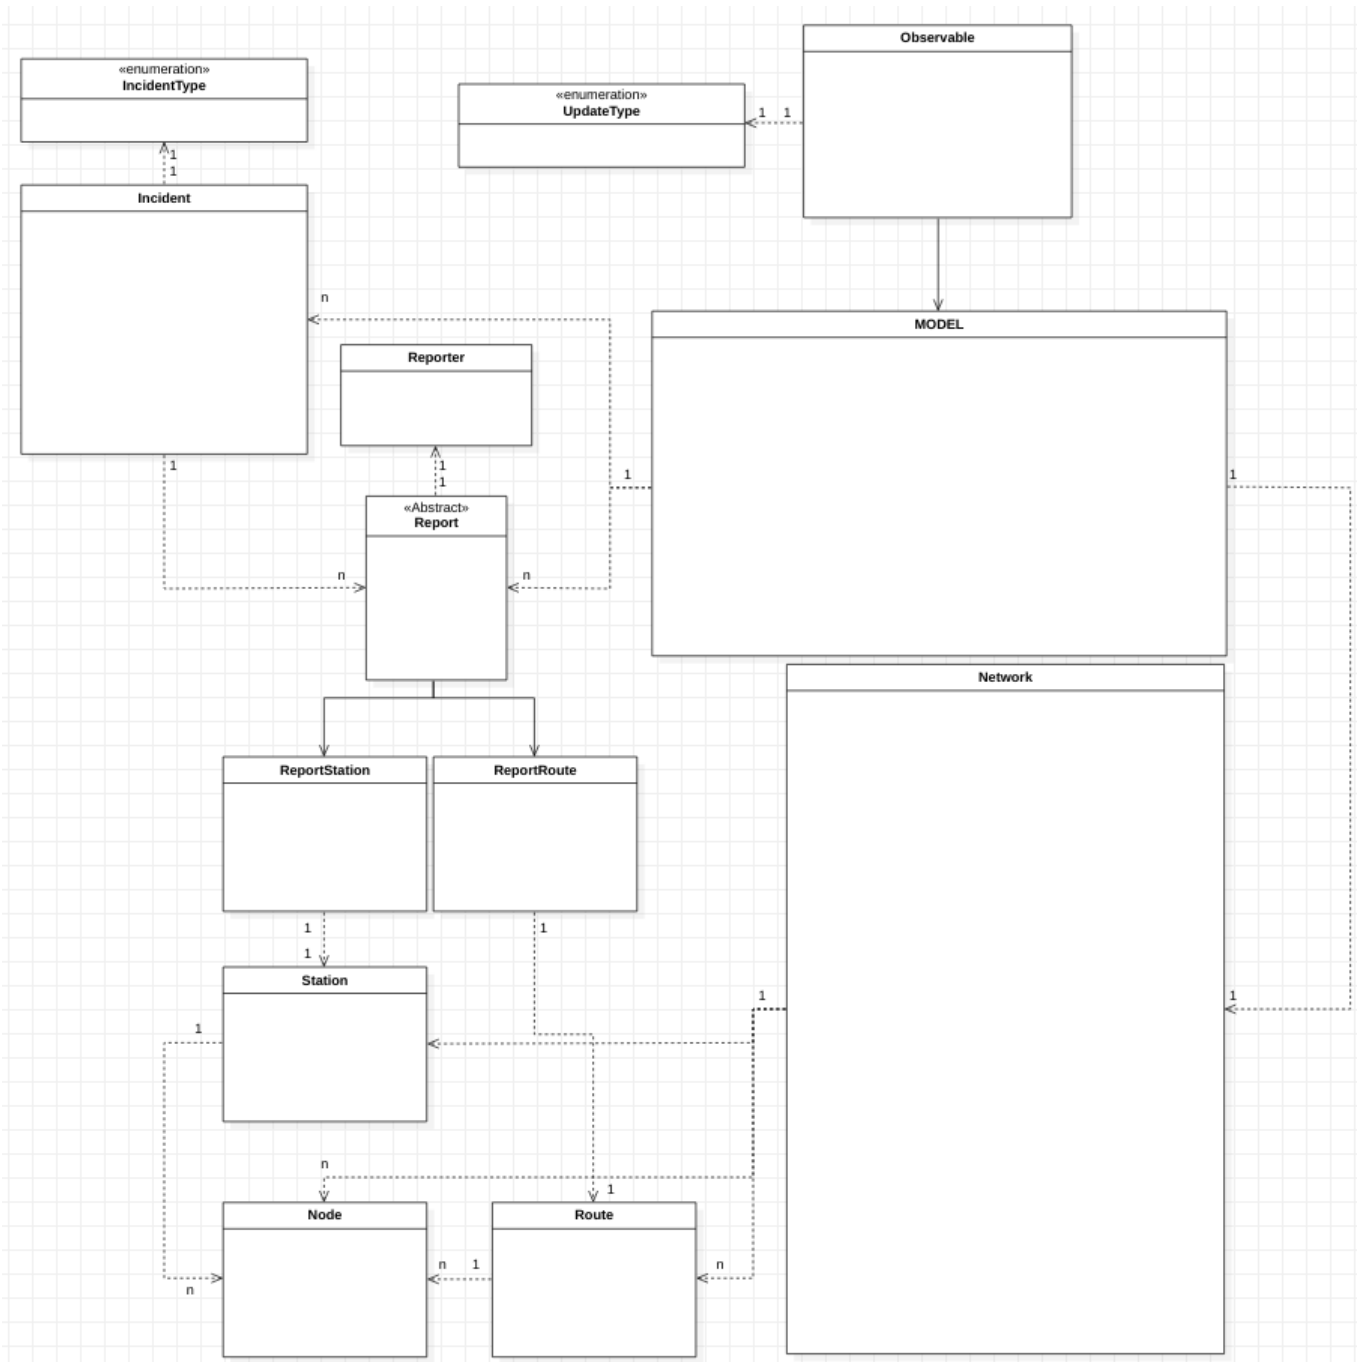 Observable
«enumeration»
IncidentType
«enumeration»
UpdateType
1 1
1
1
Incident
n
MODEL
Reporter
1
1
1
1
1
«Abstract»
Report
n
n
Network
ReportStation
ReportRoute
1
1
1
Station
1
1
1
n
1
Node
Route
n
1
n
n